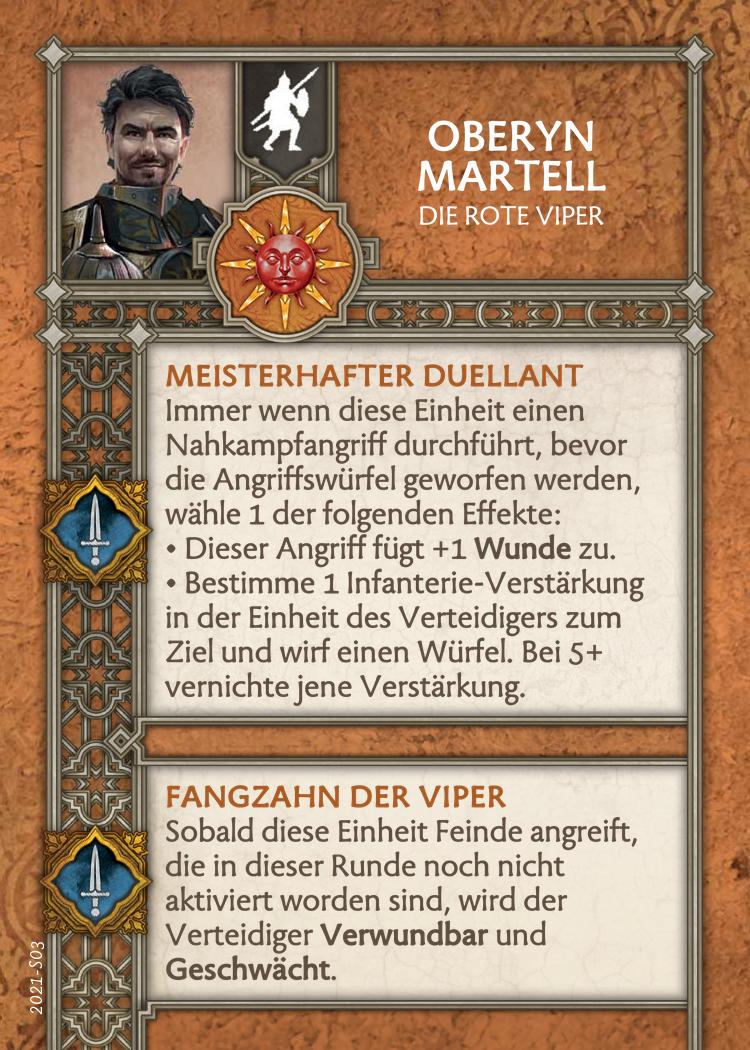 OBERYN
MARTELL
DIE ROTE VIPER
MEISTERHAFTER DUELLANT
Immer wenn diese Einheit einen
Nahkampfangriff durchführt, bevor
die Angriffswürfel geworfen werden,
wähle 1 der folgenden Effekte:
• Dieser Angriff fügt +1 Wunde zu.
• Bestimme 1 Infanterie-Verstärkung
in der Einheit des Verteidigers zum
Ziel und wirf einen Würfel. Bei 5+
vernichte jene Verstärkung.
FANGZAHN DER VIPER
Sobald diese Einheit Feinde angreift,
die in dieser Runde noch nicht
aktiviert worden sind, wird der
Verteidiger Verwundbar und
Geschwächt.
2021-S03